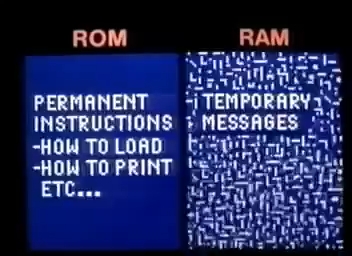 ROM
PERMANENT
INSTRUCTIONS
-HOW TO LOAD
-HOW TO PRINT
ETC...
RAM
TEMPORARY
MESSAGES